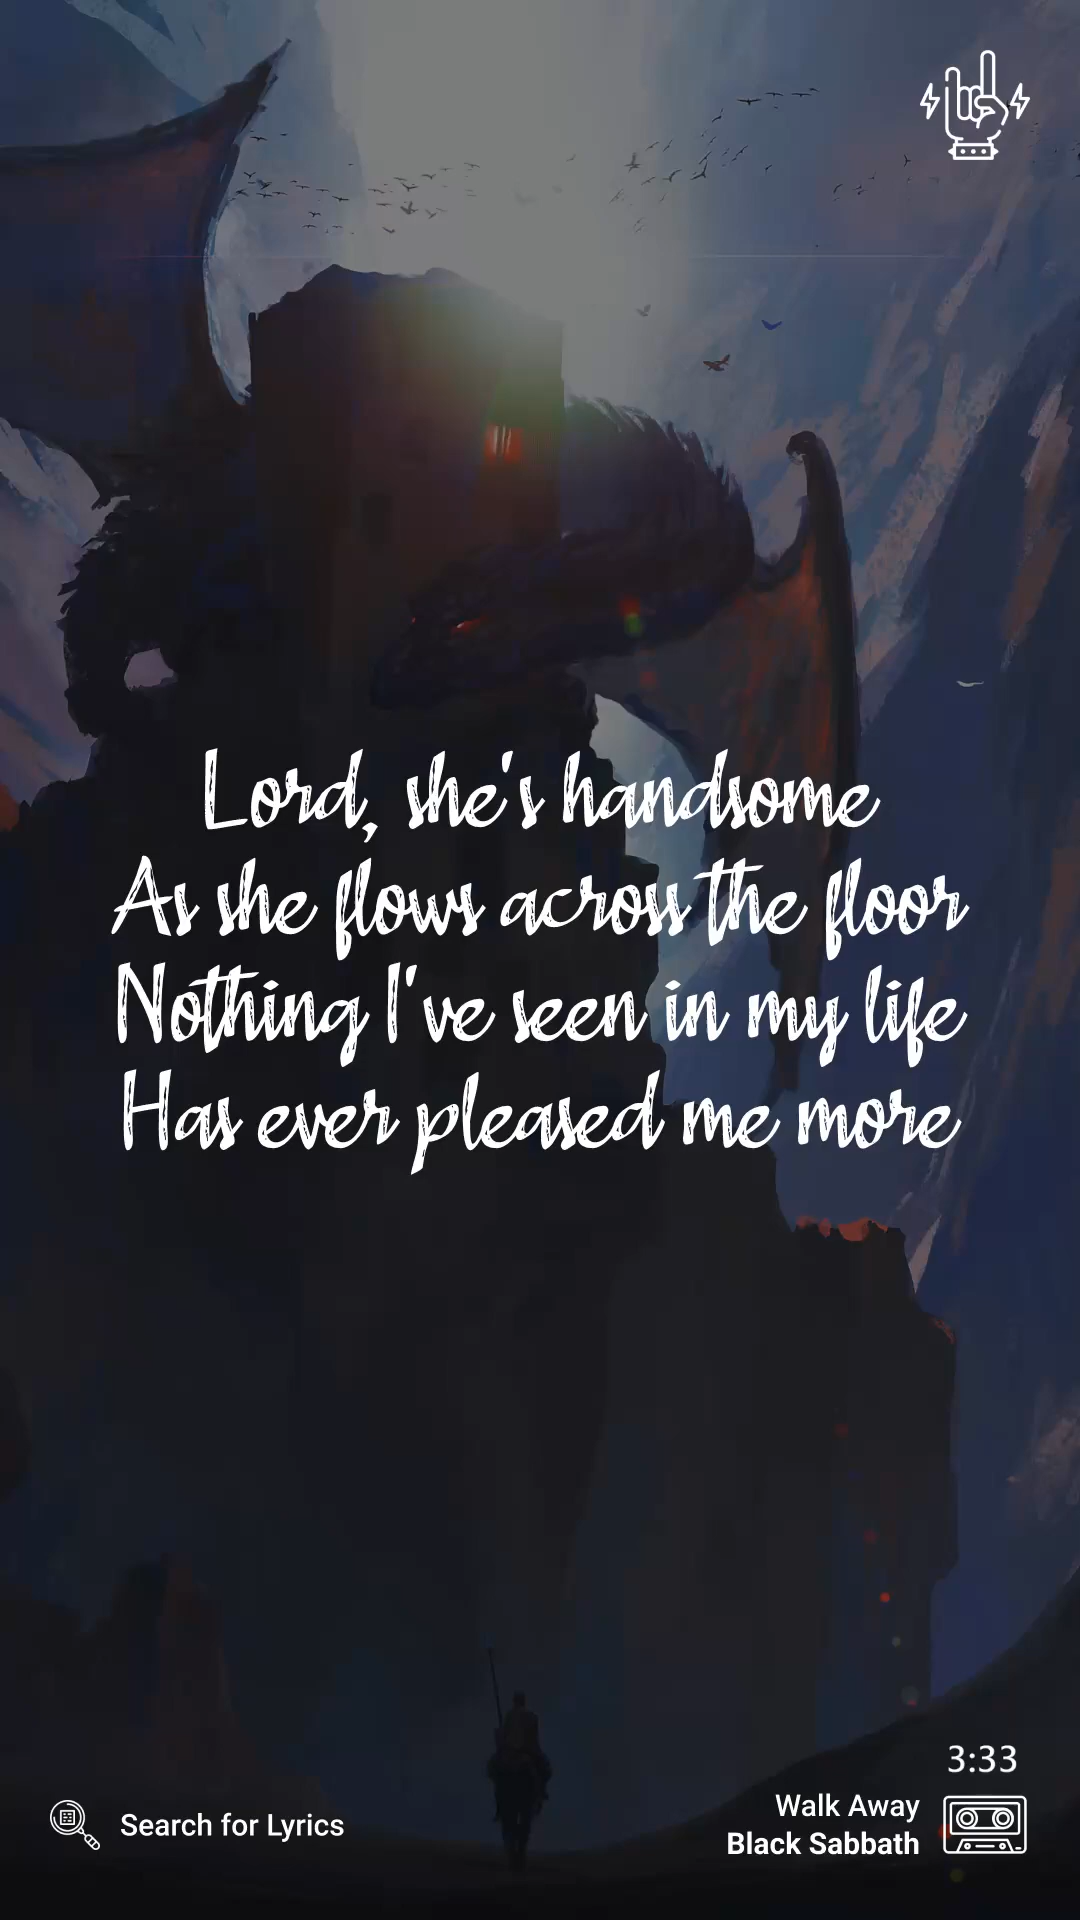 Lord, she's handsome
As she flows across the floor
Nothing I've seen in my life
Has ever pleased me more
3:33
Search for Lyrics
Walk Away
Black Sabbath